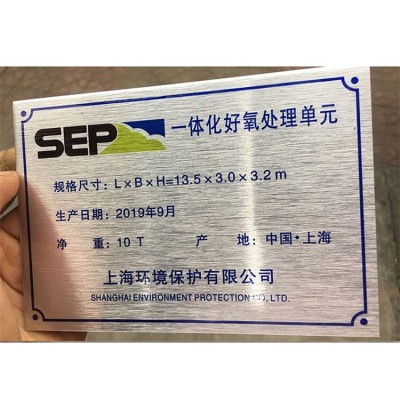 SEP 一体化好氧处理单元
规格尺寸: L×B×H=13.5×3.0×3.2 m
生产日期: 2019年9月
净 重: 10 T 产 地: 中国·上海
上海环境保护有限公司
SHANGHAI ENVIRONMENT PROTECTION CO., LTD.